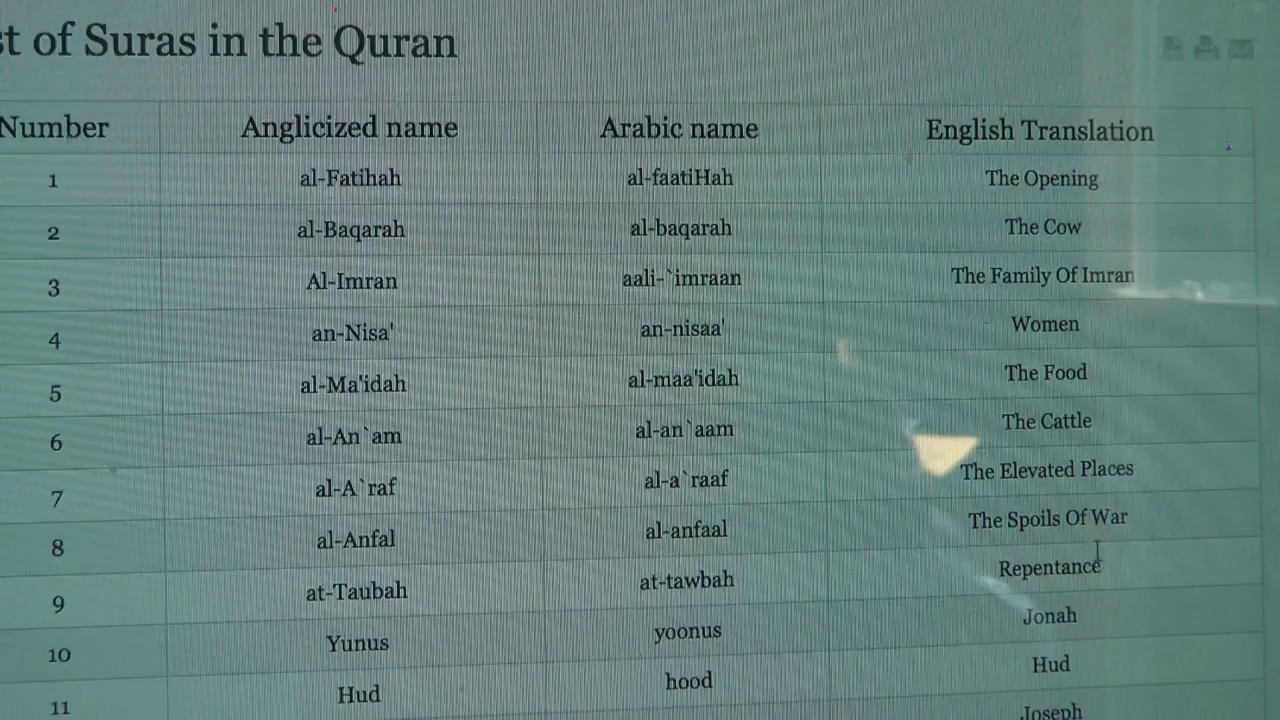 st of Suras in the Quran
Number Anglicized name Arabic name English Translation
1 al-Fatihah al-faatiHah The Opening
2 al-Baqarah al-baqarah The Cow
3 Al-Imran aali-`imraan The Family Of Imran
4 an-Nisa' an-nisaa' Women
5 al-Ma'idah al-maa'idah The Food
6 al-An`am al-an`aam The Cattle
7 al-A`raf al-a`raaf The Elevated Places
8 al-Anfal al-anfaal The Spoils Of War
9 at-Taubah at-tawbah Repentance
10 Yunus yoonus Jonah
11 Hud hood Hud
Joseph